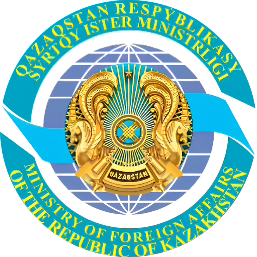 QAZAQSTAN RESPÝBLIKASY
SYRTQY ISTER MINISTRLIGI
QAZAQSTAN
MINISTRY OF FOREIGN AFFAIRS
OF THE REPUBLIC OF KAZAKHSTAN